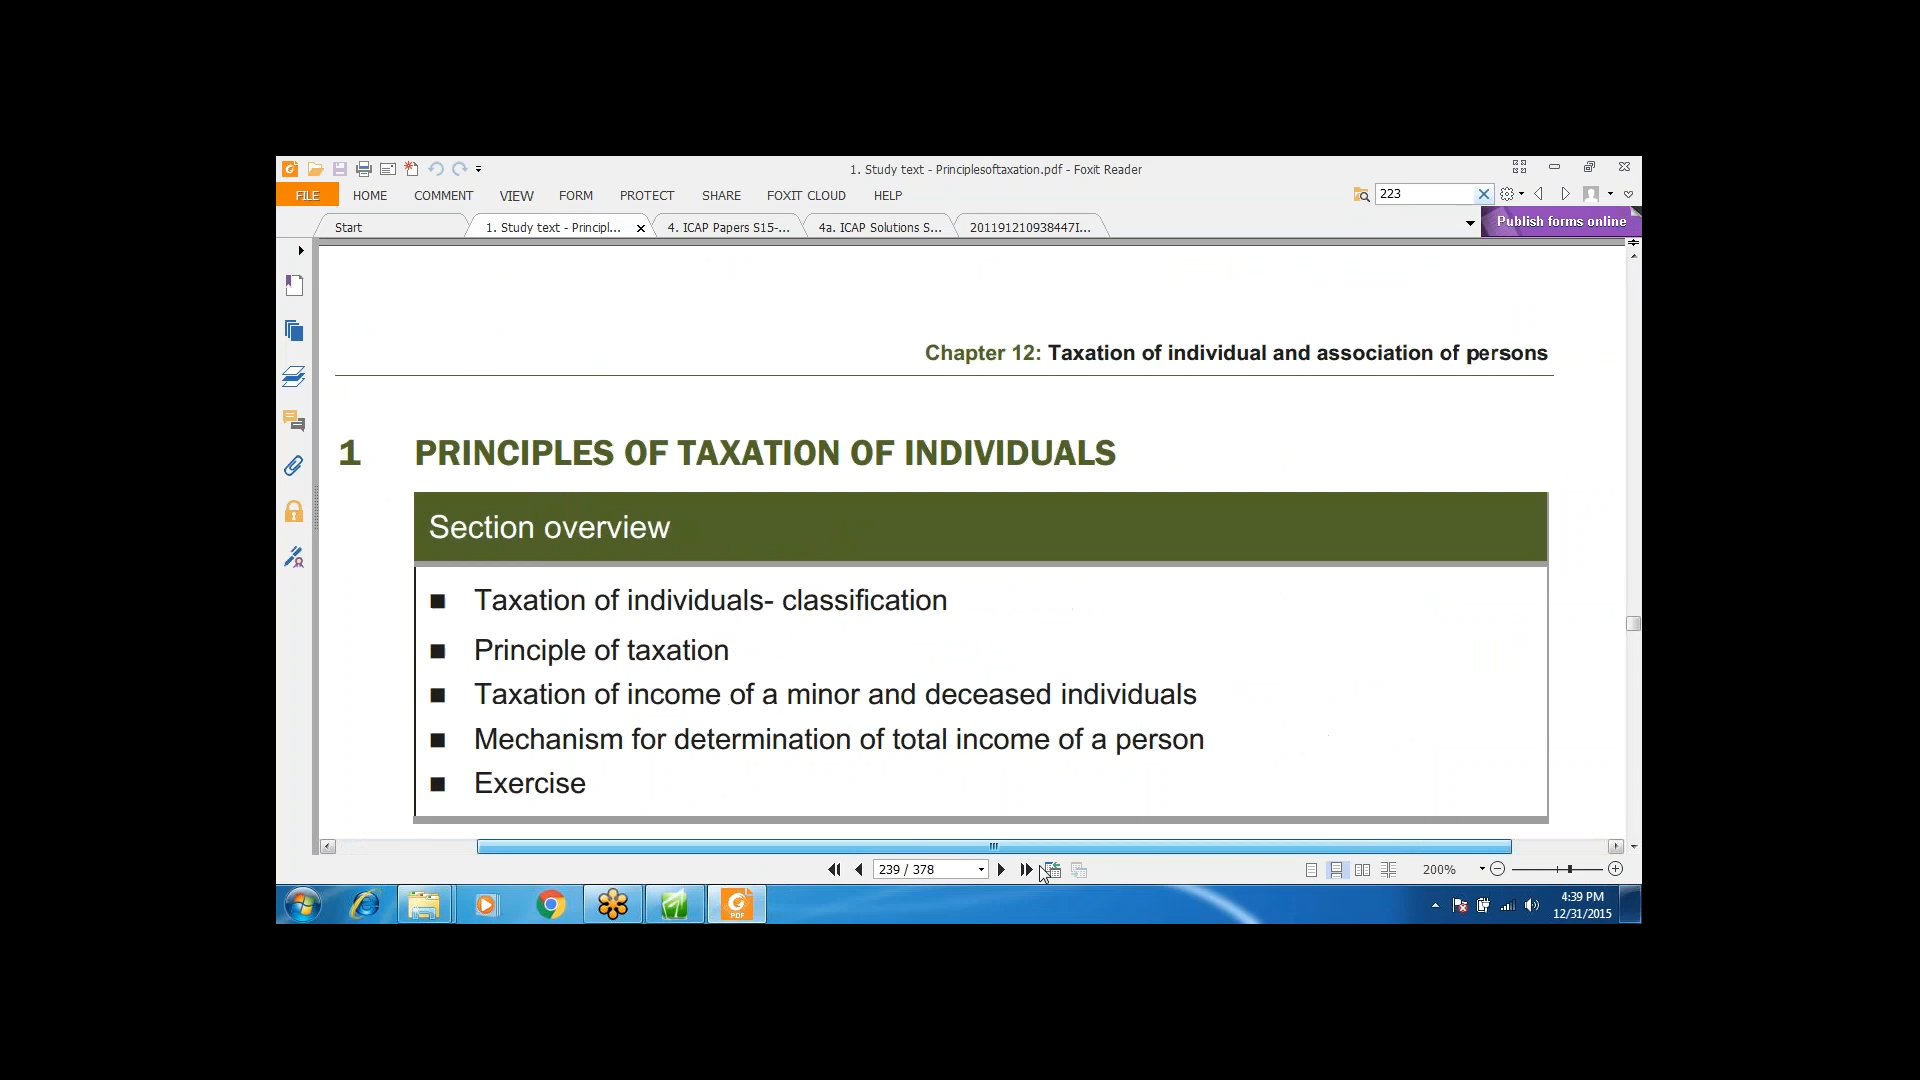 1. Study text - Principlesoftaxation.pdf - Foxit Reader
FILE HOME COMMENT VIEW FORM PROTECT SHARE FOXIT CLOUD HELP 223
Start 1. Study text - Principl... 4. ICAP Papers S15-... 4a. ICAP Solutions S... 201191210938447I... Publish forms online
Chapter 12: Taxation of individual and association of persons
1 PRINCIPLES OF TAXATION OF INDIVIDUALS
Section overview
■ Taxation of individuals- classification
■ Principle of taxation
■ Taxation of income of a minor and deceased individuals
■ Mechanism for determination of total income of a person
■ Exercise
239 / 378 200%
PDF
4:39 PM
12/31/2015